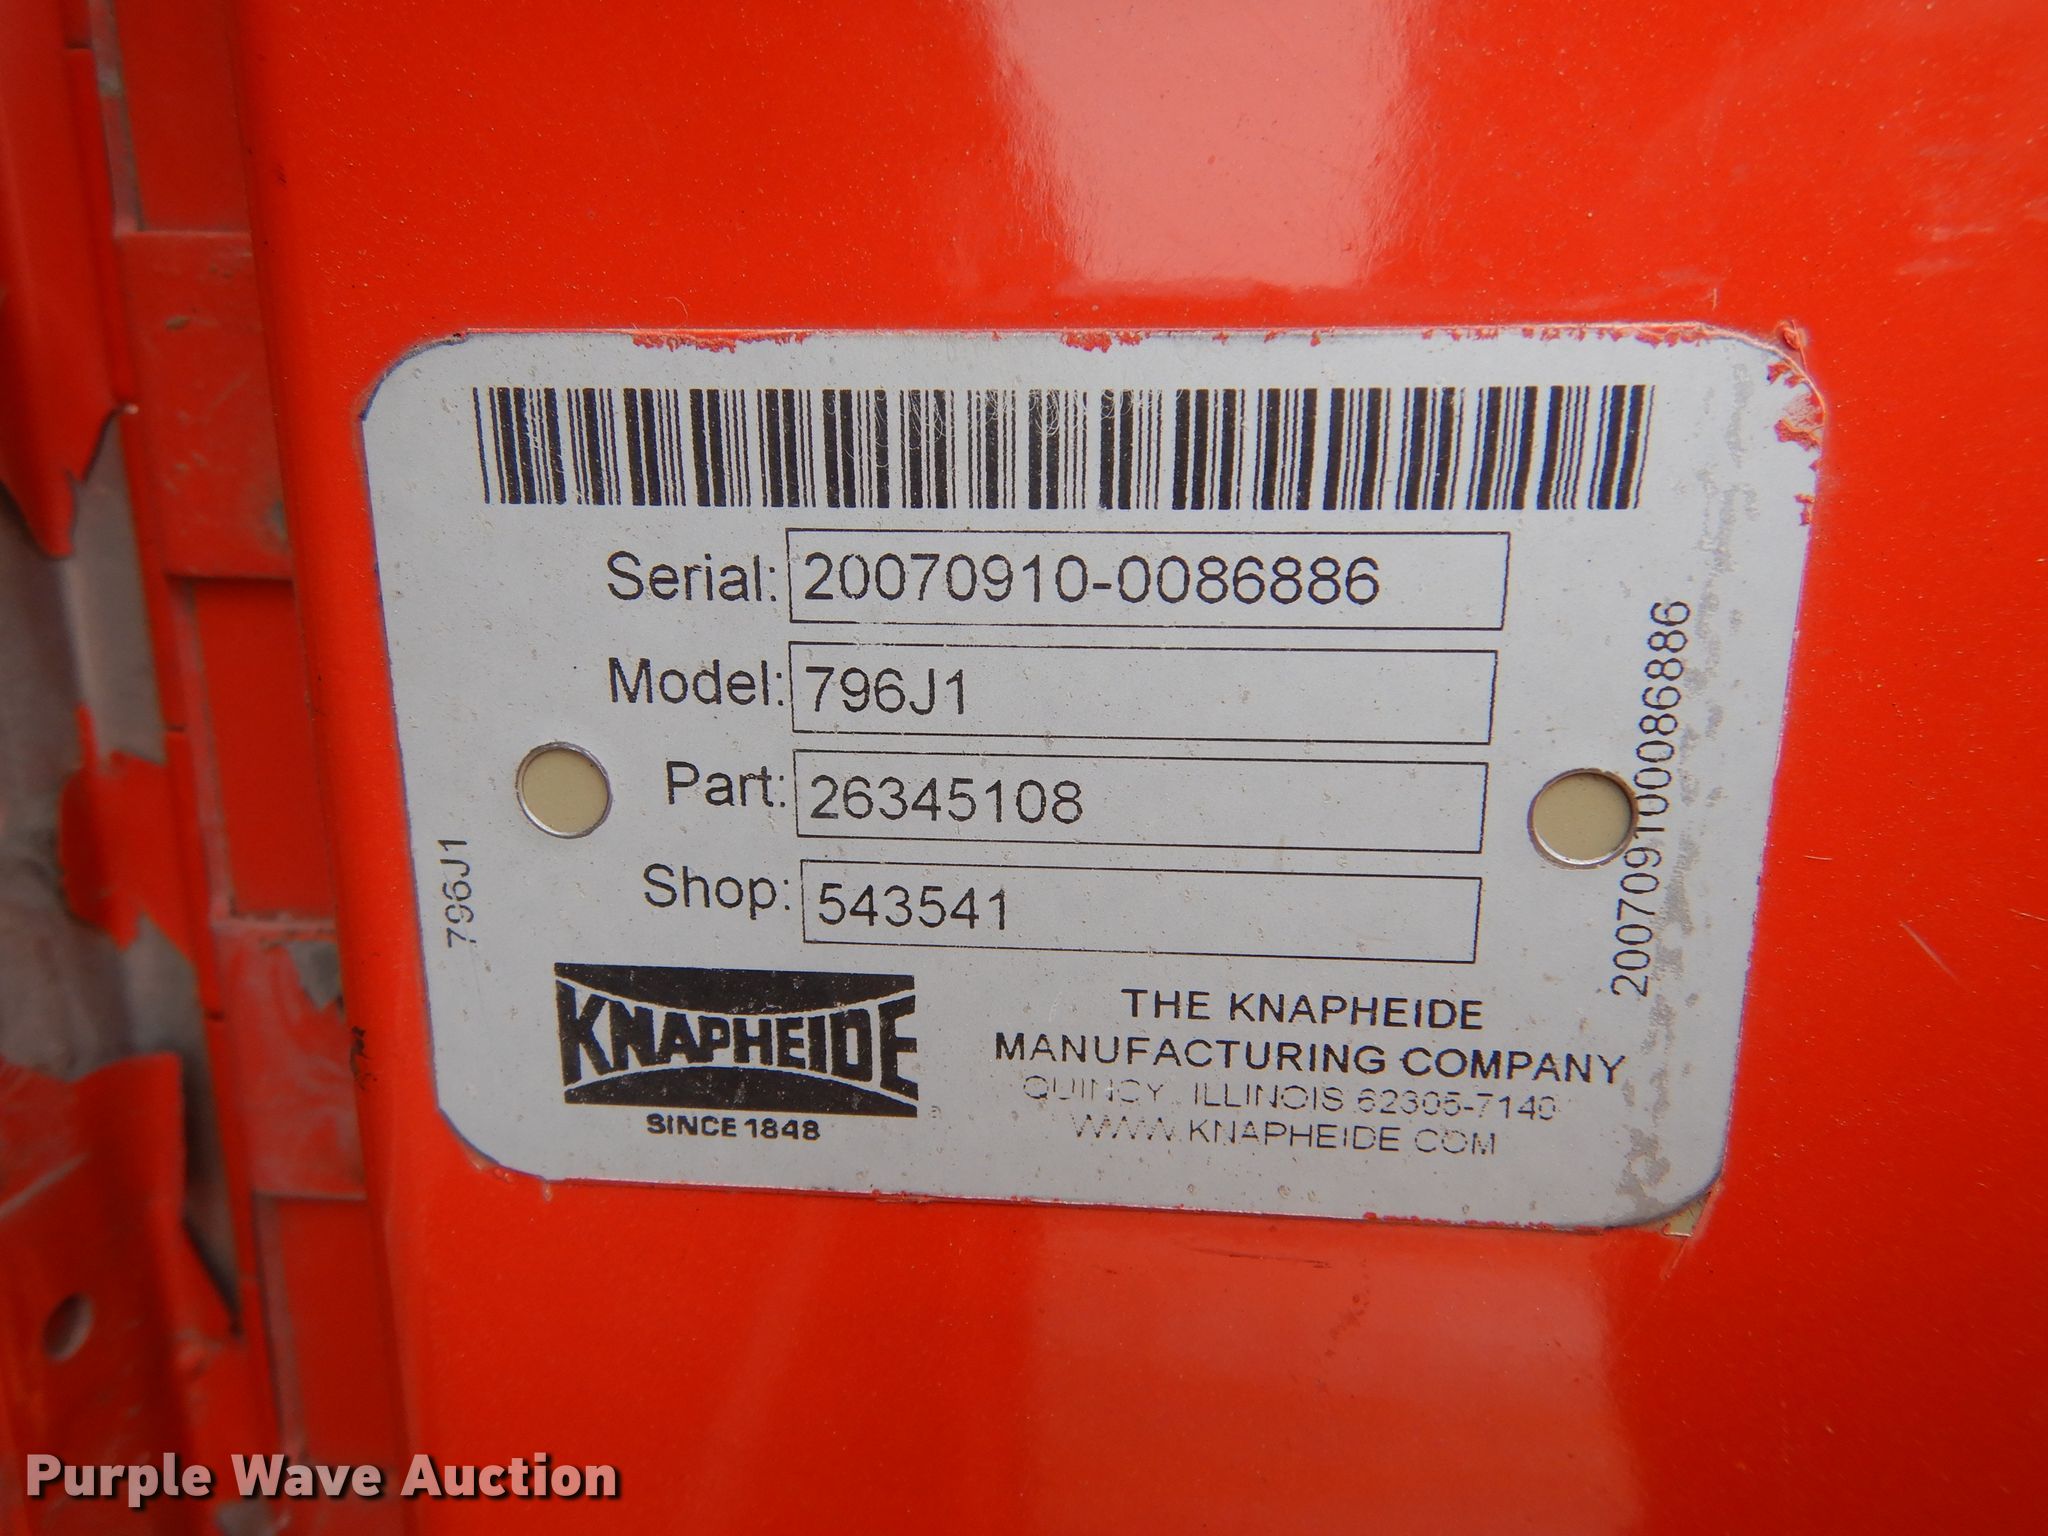 Serial: 20070910-0086886
Model: 796J1
Part: 26345108
Shop: 543541
796J1
200709100086886
KNAPHEIDE
SINCE 1848
THE KNAPHEIDE
MANUFACTURING COMPANY
QUINCY, ILLINOIS 62305-7140
WWW.KNAPHEIDE.COM
Purple Wave Auction